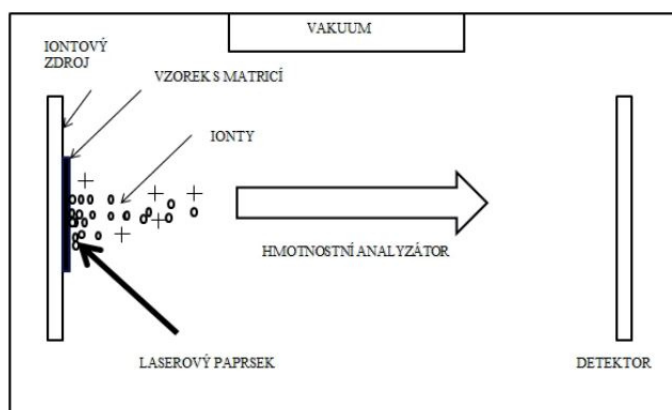 VAKUUM
IONTOVÝ
ZDROJ
VZOREK S MATRICÍ
IONTY
HMOTNOSTNÍ ANALYZÁTOR
LASEROVÝ PAPRSEK
DETEKTOR